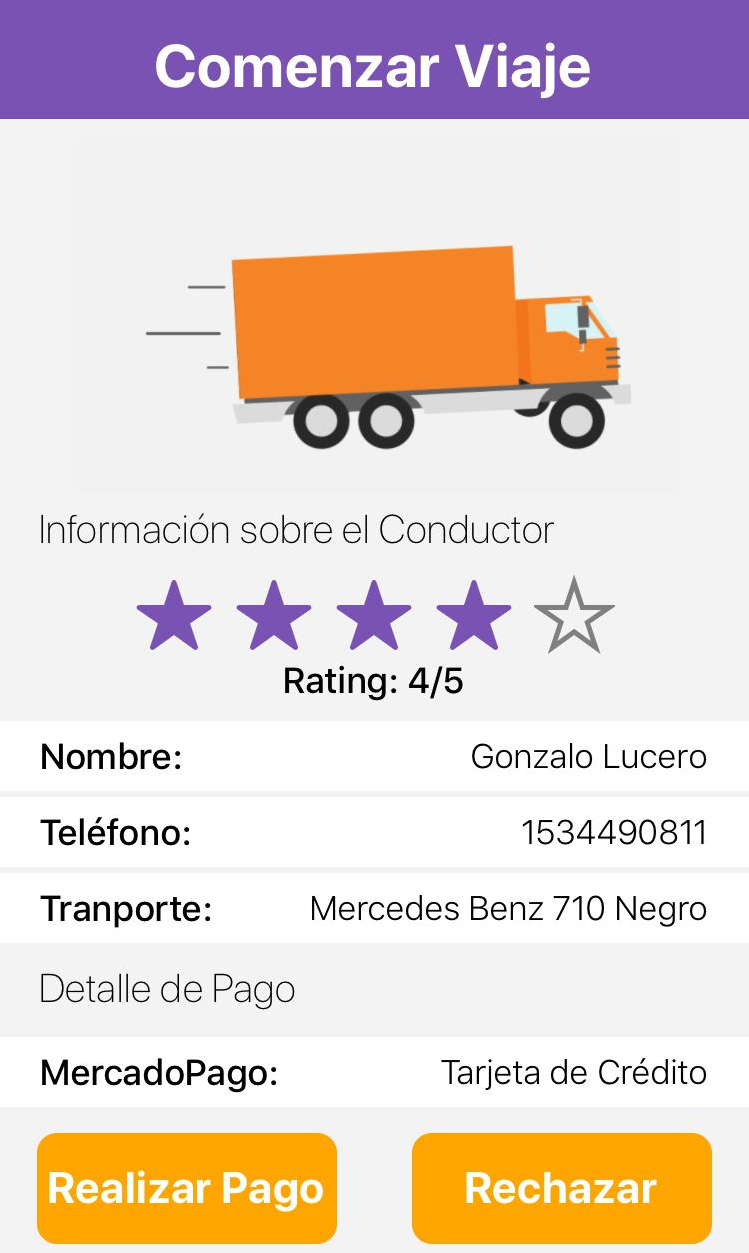 Comenzar Viaje
Información sobre el Conductor
Rating: 4/5
Nombre: Gonzalo Lucero
Teléfono: 1534490811
Tranporte: Mercedes Benz 710 Negro
Detalle de Pago
MercadoPago: Tarjeta de Crédito
Realizar Pago Rechazar